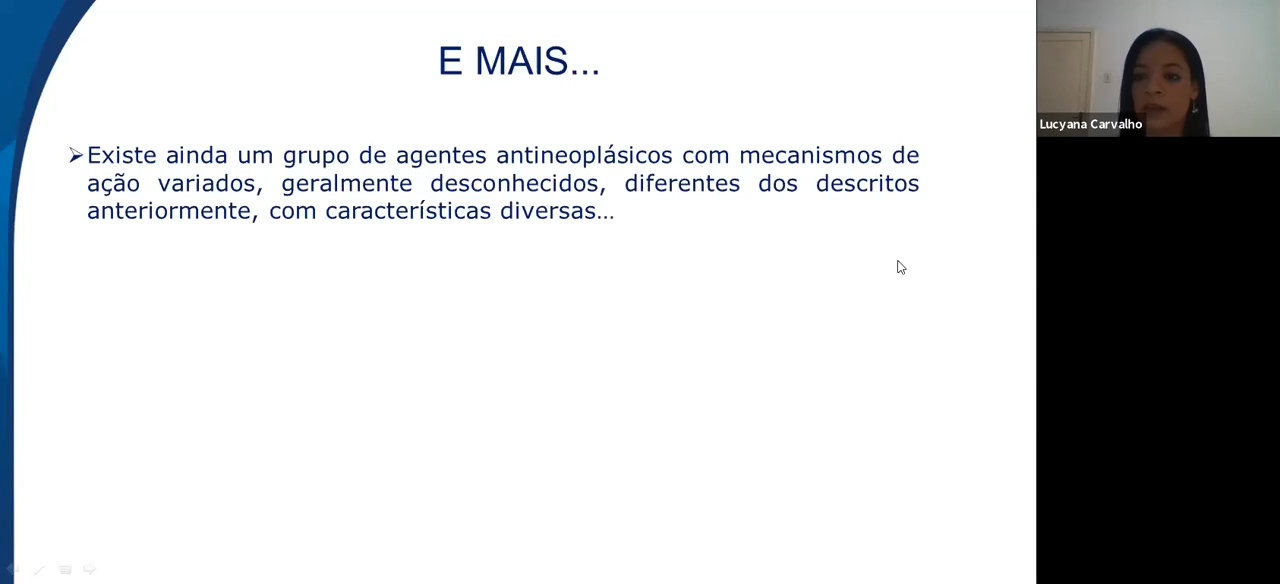 E MAIS...
➢Existe ainda um grupo de agentes antineoplásicos com mecanismos de
ação variados, geralmente desconhecidos, diferentes dos descritos
anteriormente, com características diversas…
Lucyana Carvalho